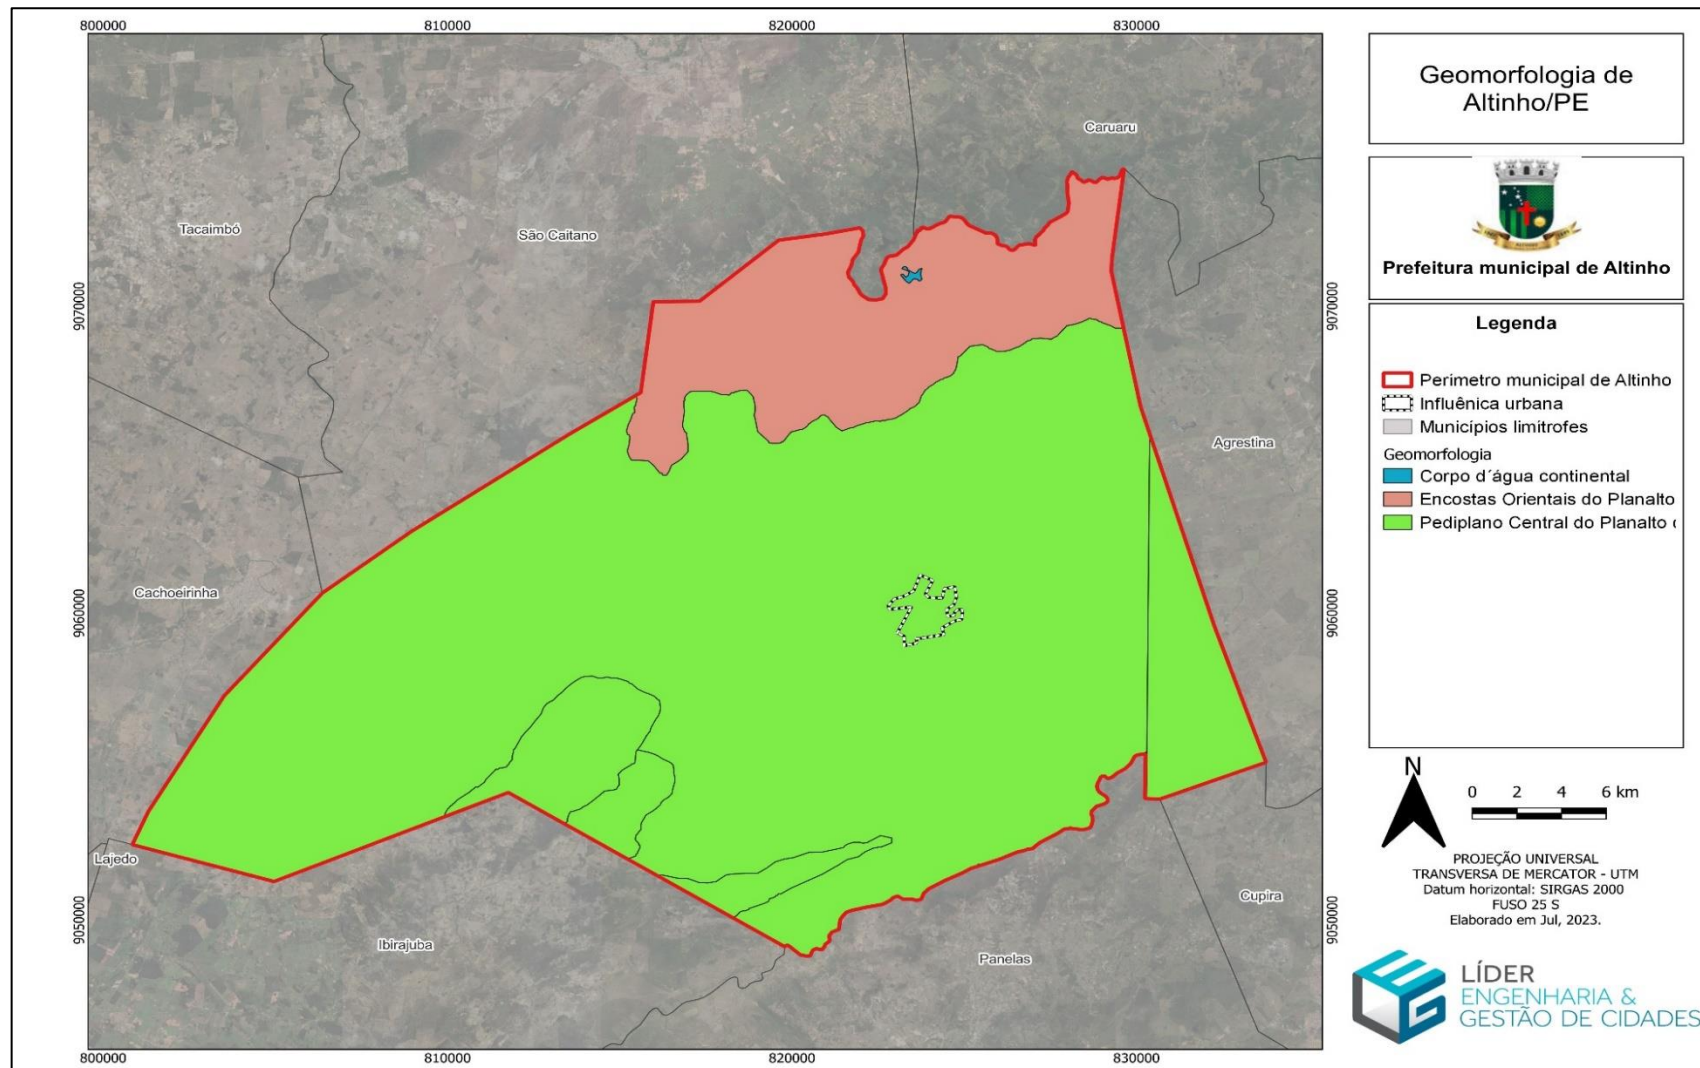 800000
810000
820000
830000
9070000
9060000
9050000
9070000
9060000
9050000
800000
810000
820000
830000
Caruaru
Tacaimbó
São Caitano
Agrestina
Cachoeirinha
Lajedo
Ibirajuba
Panelas
Cupira
Geomorfologia de
Altinho/PE
Prefeitura municipal de Altinho
Legenda
Perimetro municipal de Altinho
Influênica urbana
Municípios limitrofes
Geomorfologia
Corpo d´água continental
Encostas Orientais do Planalto
Pediplano Central do Planalto
N
0 2 4 6 km
PROJEÇÃO UNIVERSAL
TRANSVERSA DE MERCATOR - UTM
Datum horizontal: SIRGAS 2000
FUSO 25 S
Elaborado em Jul, 2023.
LÍDER
ENGENHARIA &
GESTÃO DE CIDADES